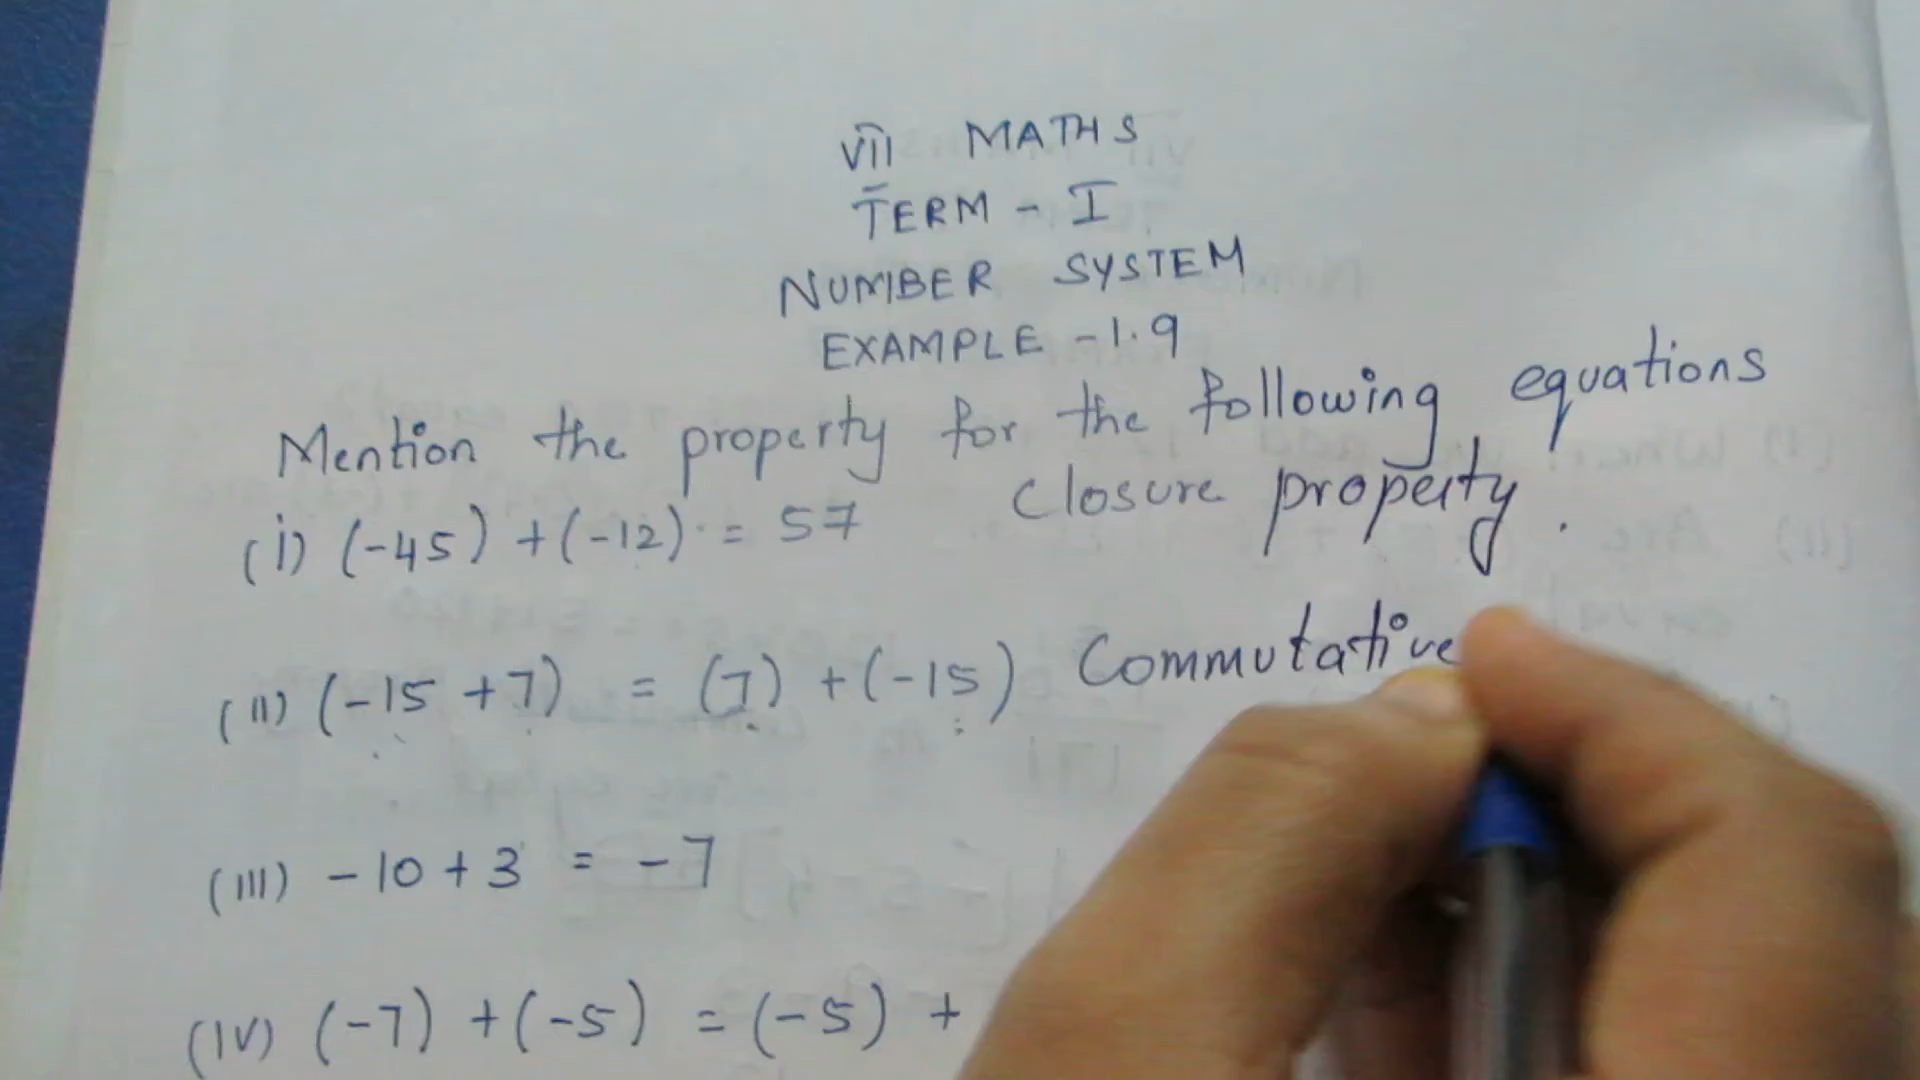 VII MATHS
TERM - I
NUMBER SYSTEM
EXAMPLE - 1.9
Mention the property for the following equations
(i) (-45) + (-12) = 57 Closure property.
(ii) (-15 + 7) = (7) + (-15) Commutative
(iii) -10 + 3 = -7
(iv) (-7) + (-5) = (-5) +